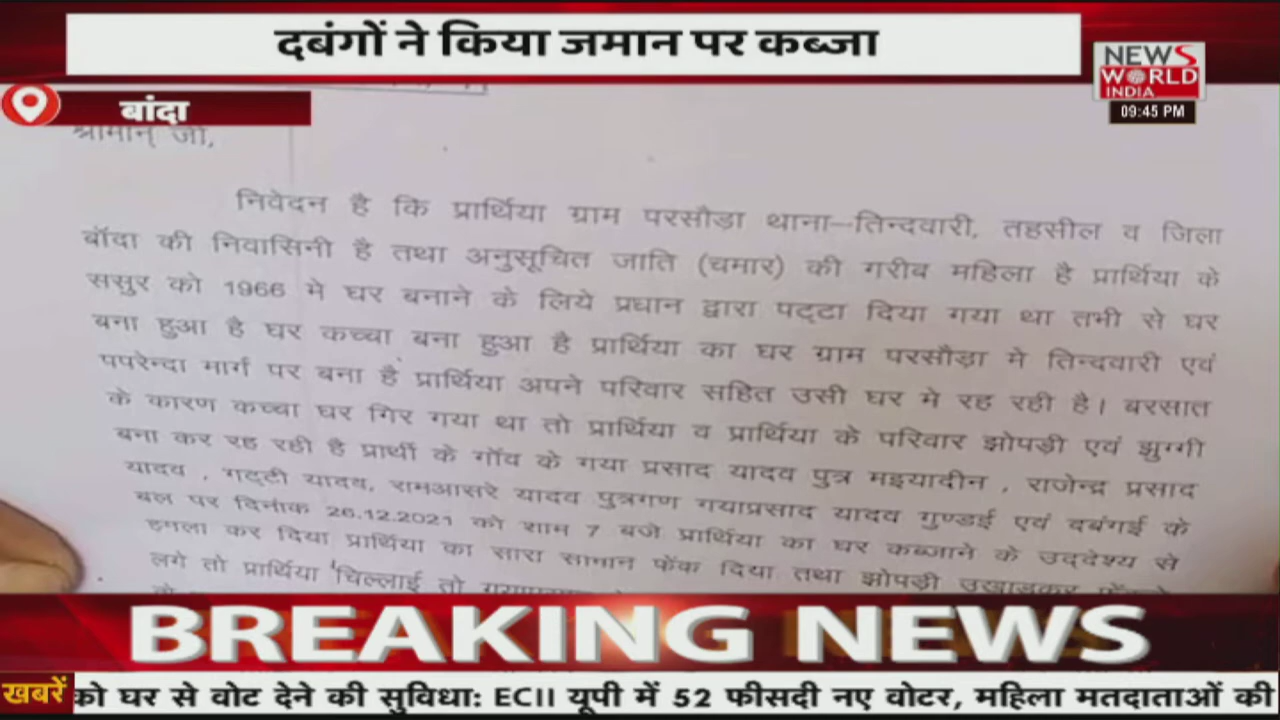 दबंगों ने किया जमान पर कब्जा
NEWS
WORLD
INDIA
09:45 PM
बांदा
श्रीमान् जी,
निवेदन है कि प्रार्थिया ग्राम परसौड़ा थाना–तिन्दवारी, तहसील व जिला
बॉदा की निवासिनी है तथा अनुसूचित जाति (चमार) की गरीब महिला है प्रार्थिया के
ससुर को 1966 मे घर बनाने के लिये प्रधान द्वारा पट्टा दिया गया था तभी से घर
बना हुआ है घर कच्चा बना हुआ है प्रार्थिया का घर ग्राम परसौड़ा मे तिन्दवारी एवं
पपरेन्दा मार्ग पर बना है प्रार्थिया अपने परिवार सहित उसी घर मे रह रही है। बरसात
के कारण कच्चा घर गिर गया था तो प्रार्थिया व प्रार्थिया के परिवार झोपड़ी एवं झुग्गी
बना कर रह रही है प्रार्थी के गॉव के गया प्रसाद यादव पुत्र मइयादीन , राजेन्द्र प्रसाद
यादव , गट्टी यादव, रामआसरे यादव पुत्रगण गयाप्रसाद यादव गुण्डई एवं दबंगई के
बल पर दिनांक 26.12.2021 को शाम 7 बजे प्रार्थिया का घर कब्जाने के उद्देश्य से
हमला कर दिया प्रार्थिया का सारा सामान फेंक दिया तथा झोपड़ी उखाडकर
लगे तो प्रार्थिया चिल्लाई तो
BREAKING NEWS
खबरें को घर से वोट देने की सुविधा: ECII यूपी में 52 फीसदी नए वोटर, महिला मतदाताओं की